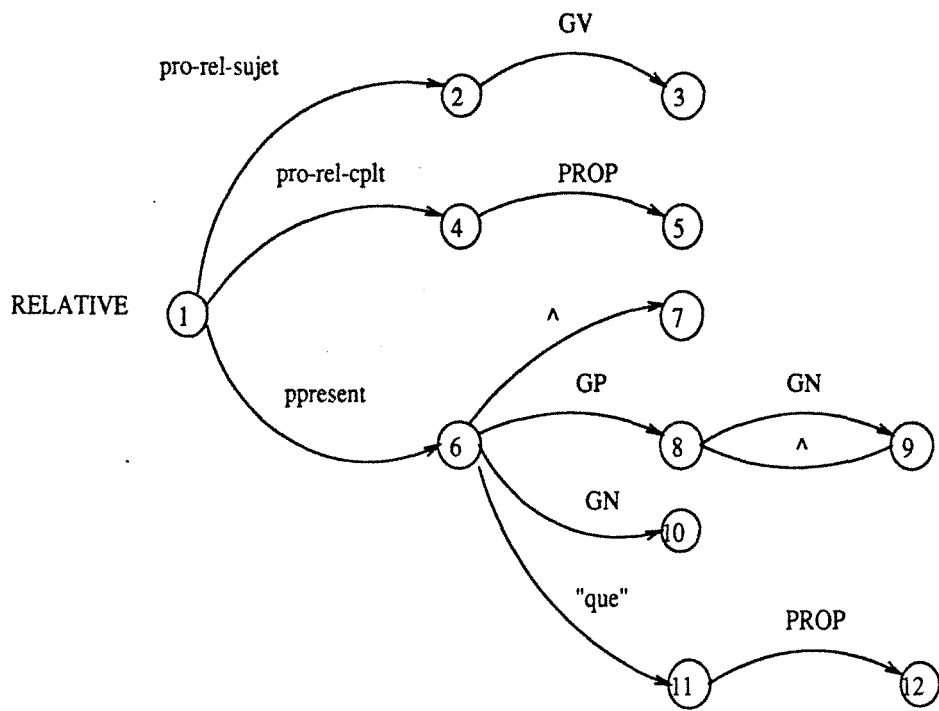 GV
pro-rel-sujet
2
3
pro-rel-cplt
PROP
4
5
RELATIVE
1
^
7
ppresent
GP
GN
6
8
^
9
GN
10
"que"
PROP
11
12